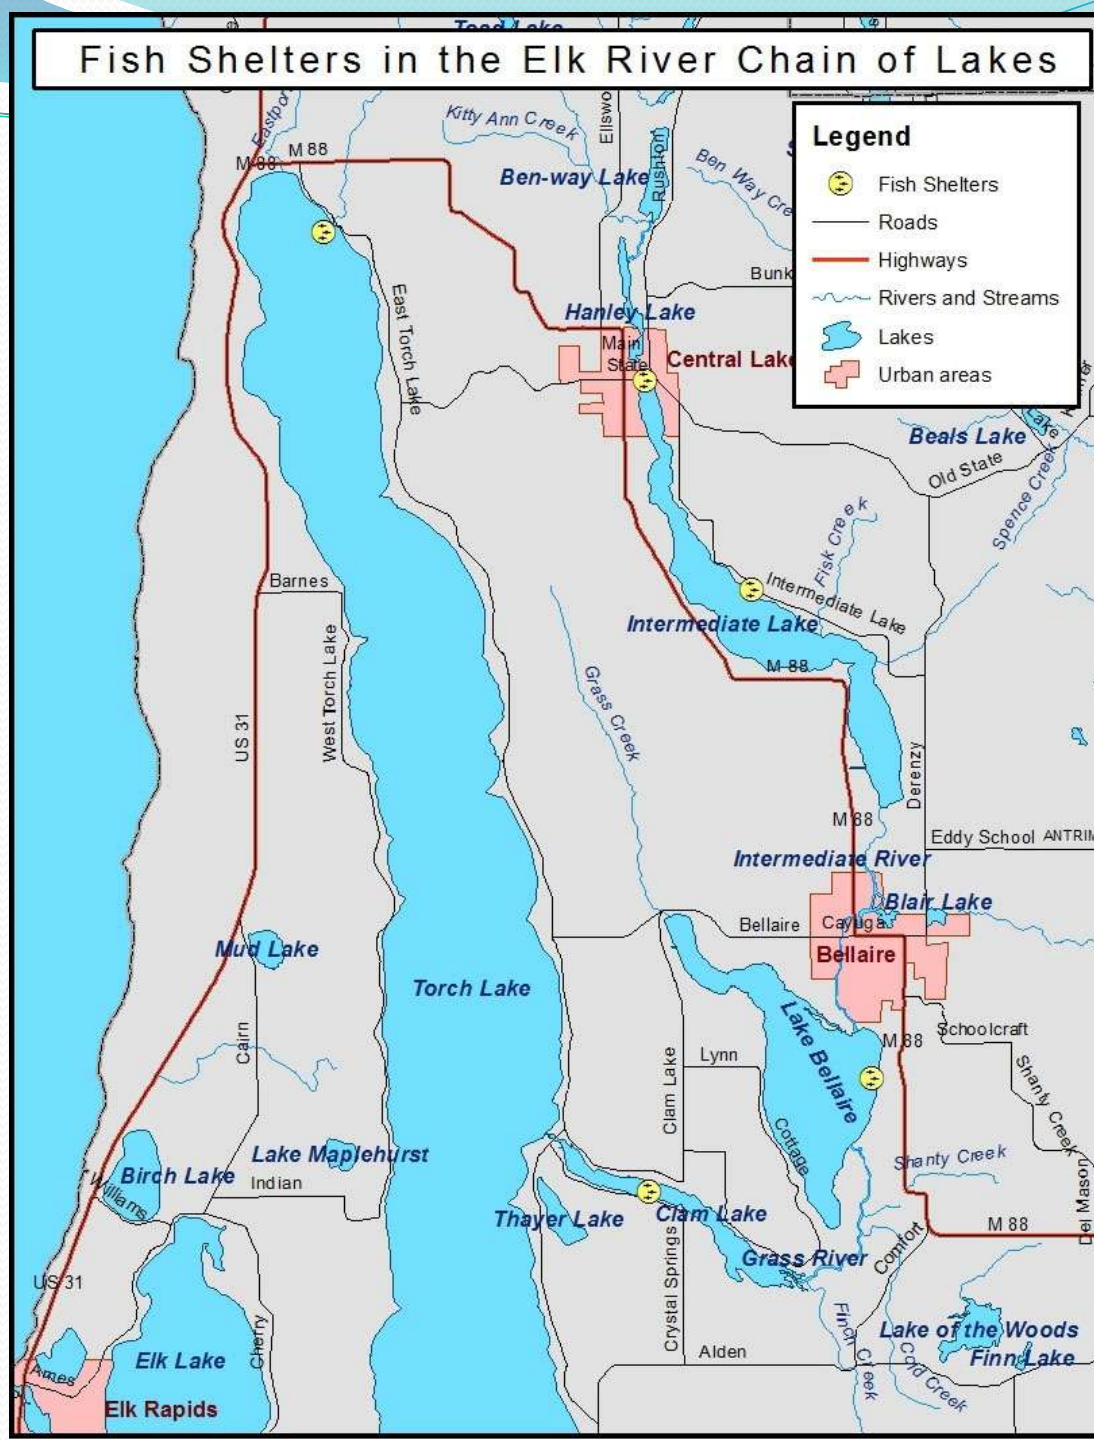 Toad Lake
Fish Shelters in the Elk River Chain of Lakes
Legend
Fish Shelters
Roads
Highways
Rivers and Streams
Lakes
Urban areas
Kitty Ann Creek
Ellswo
Rushton
Ben Way Cre
M 88
M 88
Eastpor
Ben-way Lake
Bunk
East Torch Lake
Hanley Lake
Main
State
Central Lake
Beals Lake
Lake
Old State
Spence Creek
Fisk Creek
Barnes
Intermediate Lake
Intermediate Lake
West Torch Lake
Grass Creek
M 88
US 31
Derenzy
M 88
Eddy School
ANTRIM
Intermediate River
Blair Lake
Bellaire
Cayuga
Bellaire
Mud Lake
Torch Lake
Lake Bellaire
Cairn
Schoolcraft
M 88
Lynn
Clam Lake
Shanty Creek
Cottage
Lake Maplehurst
Birch Lake
Indian
Williams
Shanty Creek
Del Mason
Thayer Lake
Clam Lake
M 88
Grass River
Comfort
Crystal Springs
US 31
Finch Creek
Lake of the Woods
Finn Lake
Cold Creek
Cherry
Elk Lake
Alden
Ames
Elk Rapids